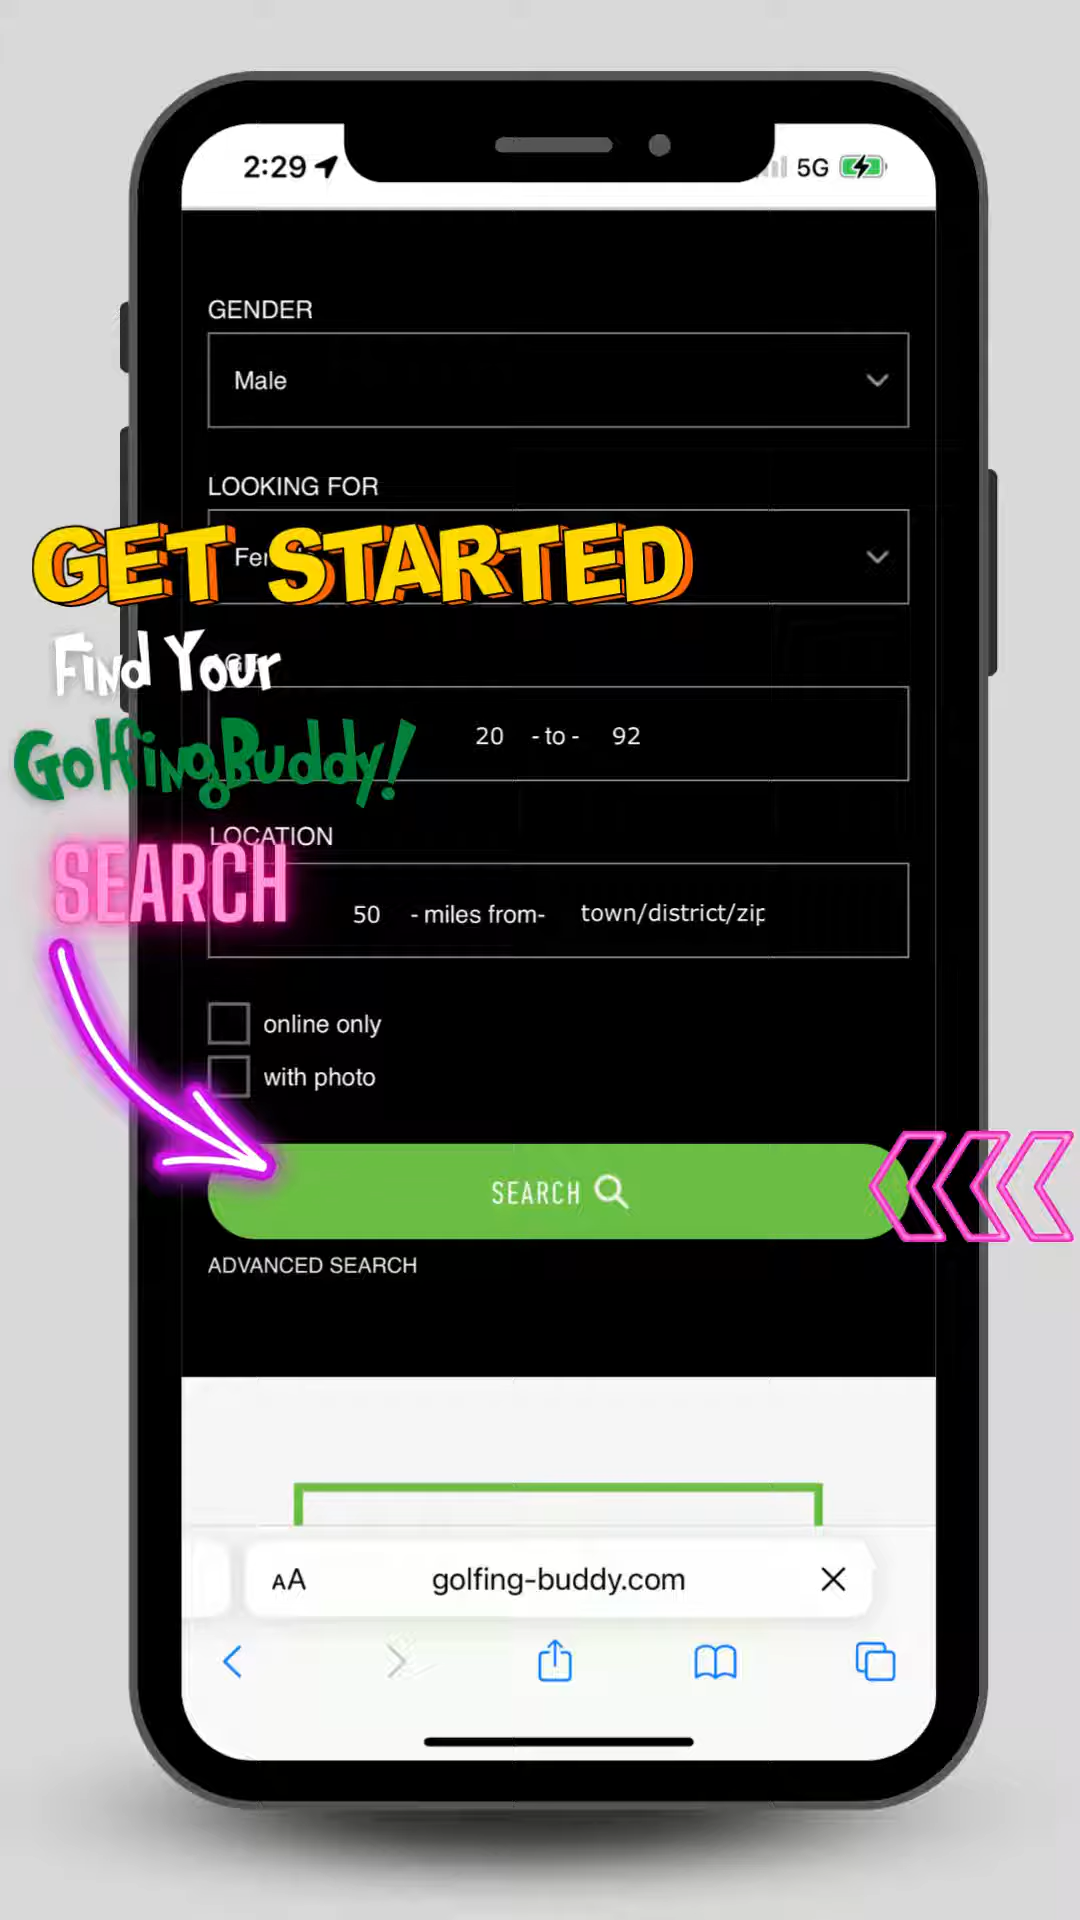 2:29
5G
GENDER
Male
LOOKING FOR
GET STARTED
Find Your
GolfingBuddy!
20 - to - 92
LOCATION
SEARCH
50 - miles from- town/district/zip
online only
with photo
SEARCH
ADVANCED SEARCH
AA golfing-buddy.com